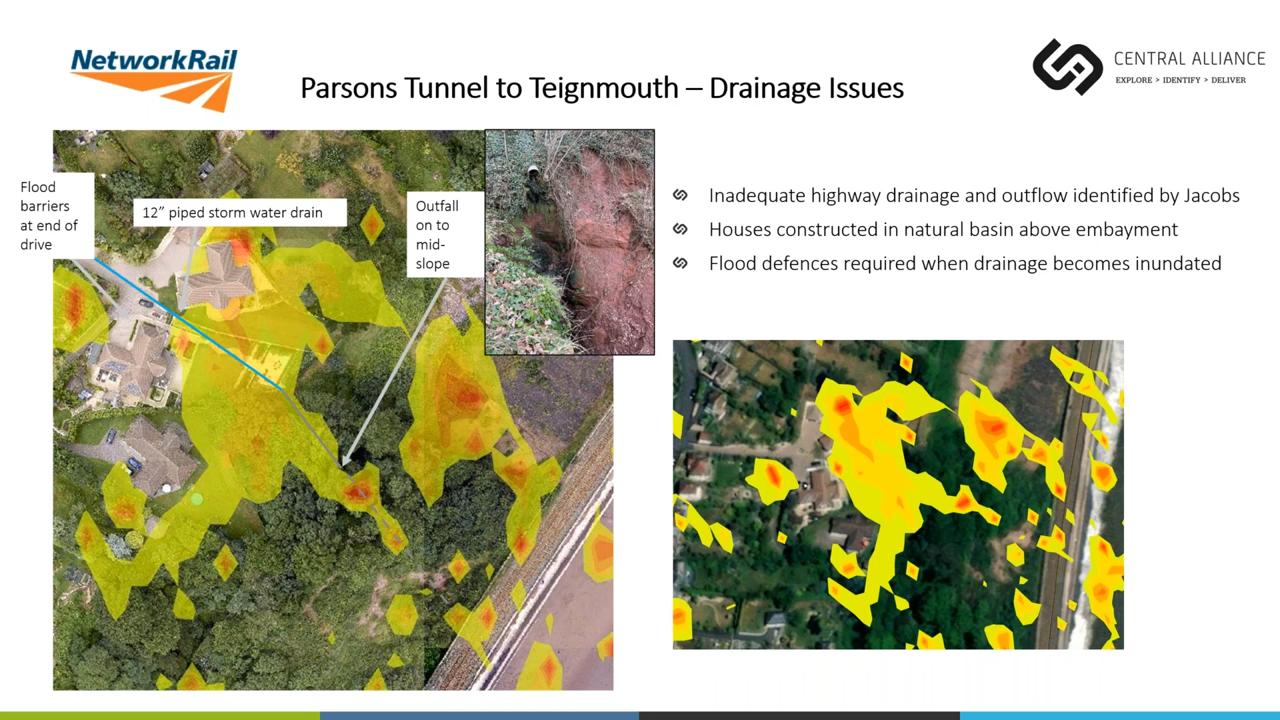 NetworkRail
CENTRAL ALLIANCE
EXPLORE > IDENTIFY > DELIVER
Parsons Tunnel to Teignmouth – Drainage Issues
Flood
barriers
at end of
drive
12” piped storm water drain
Outfall
on to
mid-
slope
Inadequate highway drainage and outflow identified by Jacobs
Houses constructed in natural basin above embayment
Flood defences required when drainage becomes inundated